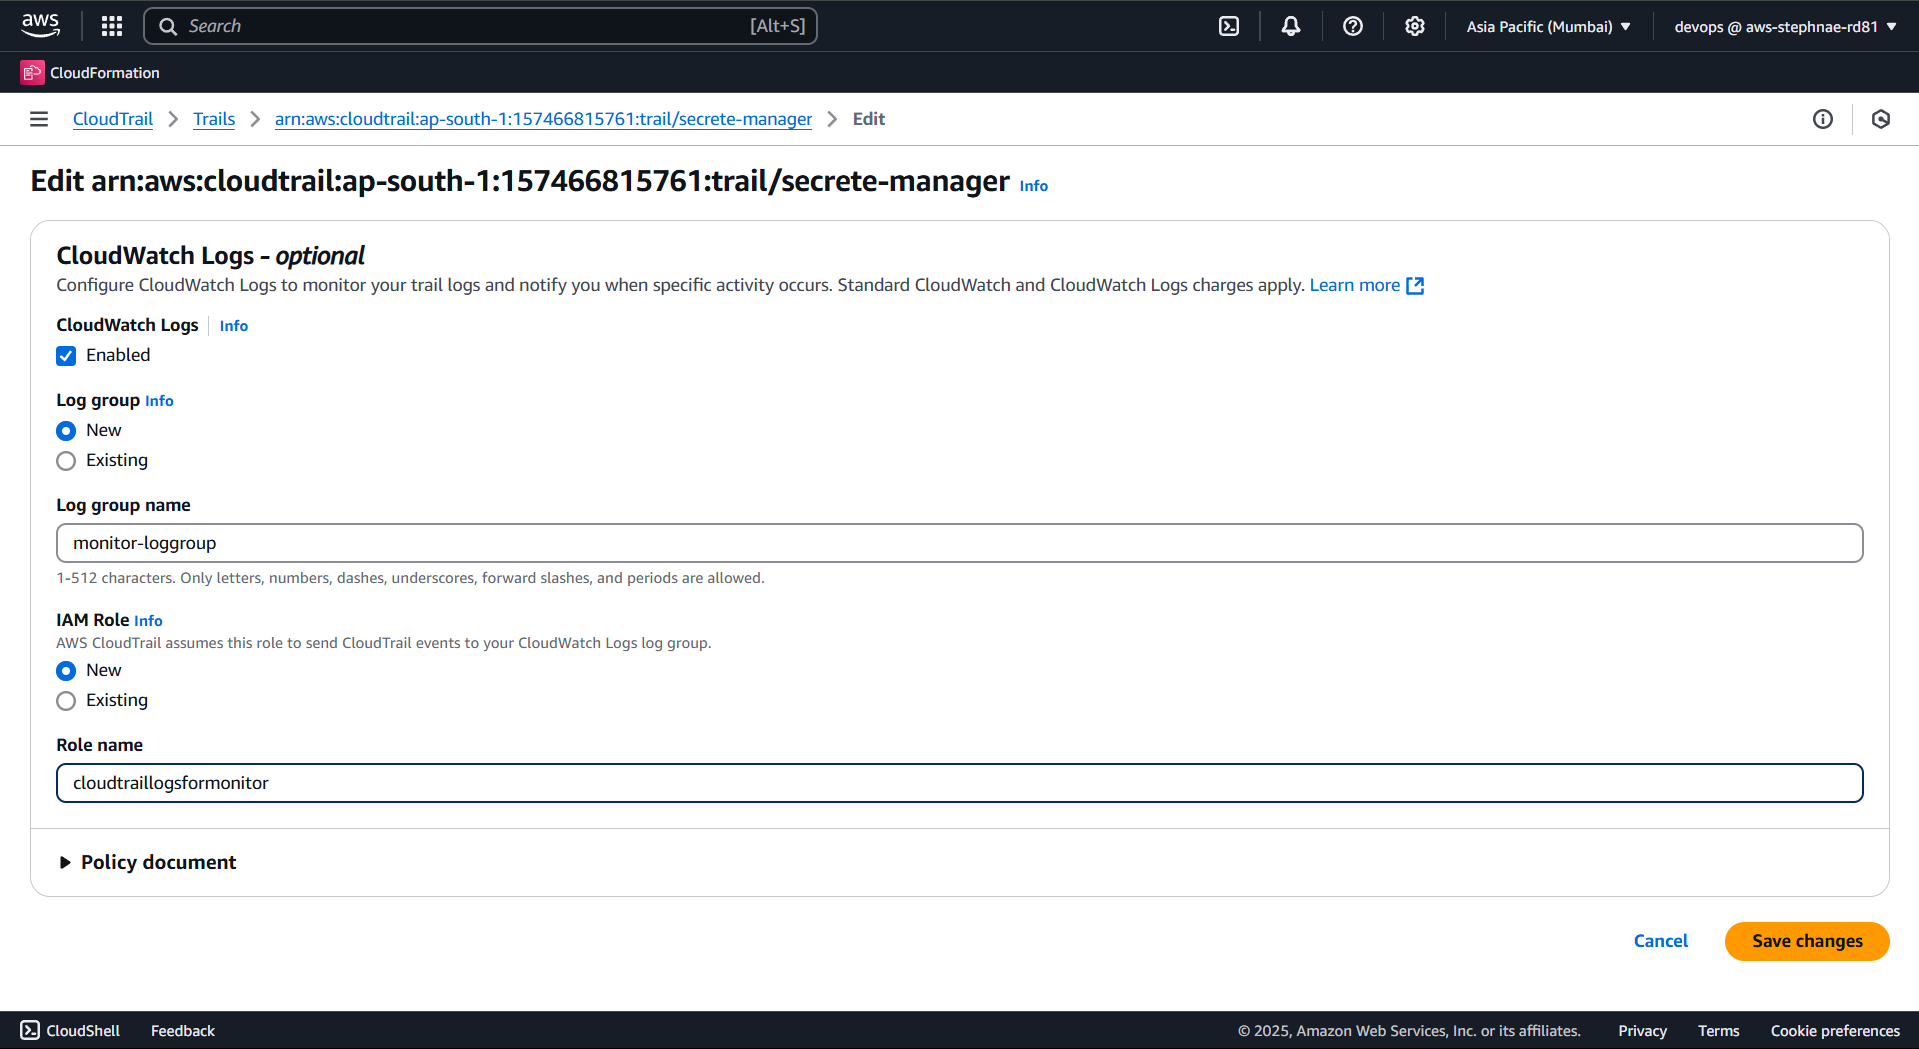 aws
Search [Alt+S]
Asia Pacific (Mumbai) devops @ aws-stephnae-rd81
CloudFormation
CloudTrail Trails arn:aws:cloudtrail:ap-south-1:157466815761:trail/secrete-manager Edit
Edit arn:aws:cloudtrail:ap-south-1:157466815761:trail/secrete-manager Info
CloudWatch Logs - optional
Configure CloudWatch Logs to monitor your trail logs and notify you when specific activity occurs. Standard CloudWatch and CloudWatch Logs charges apply. Learn more
CloudWatch Logs Info
Enabled
Log group Info
New
Existing
Log group name
monitor-loggroup
1-512 characters. Only letters, numbers, dashes, underscores, forward slashes, and periods are allowed.
IAM Role Info
AWS CloudTrail assumes this role to send CloudTrail events to your CloudWatch Logs log group.
New
Existing
Role name
cloudtraillogsformonitor
Policy document
Cancel Save changes
CloudShell Feedback © 2025, Amazon Web Services, Inc. or its affiliates. Privacy Terms Cookie preferences